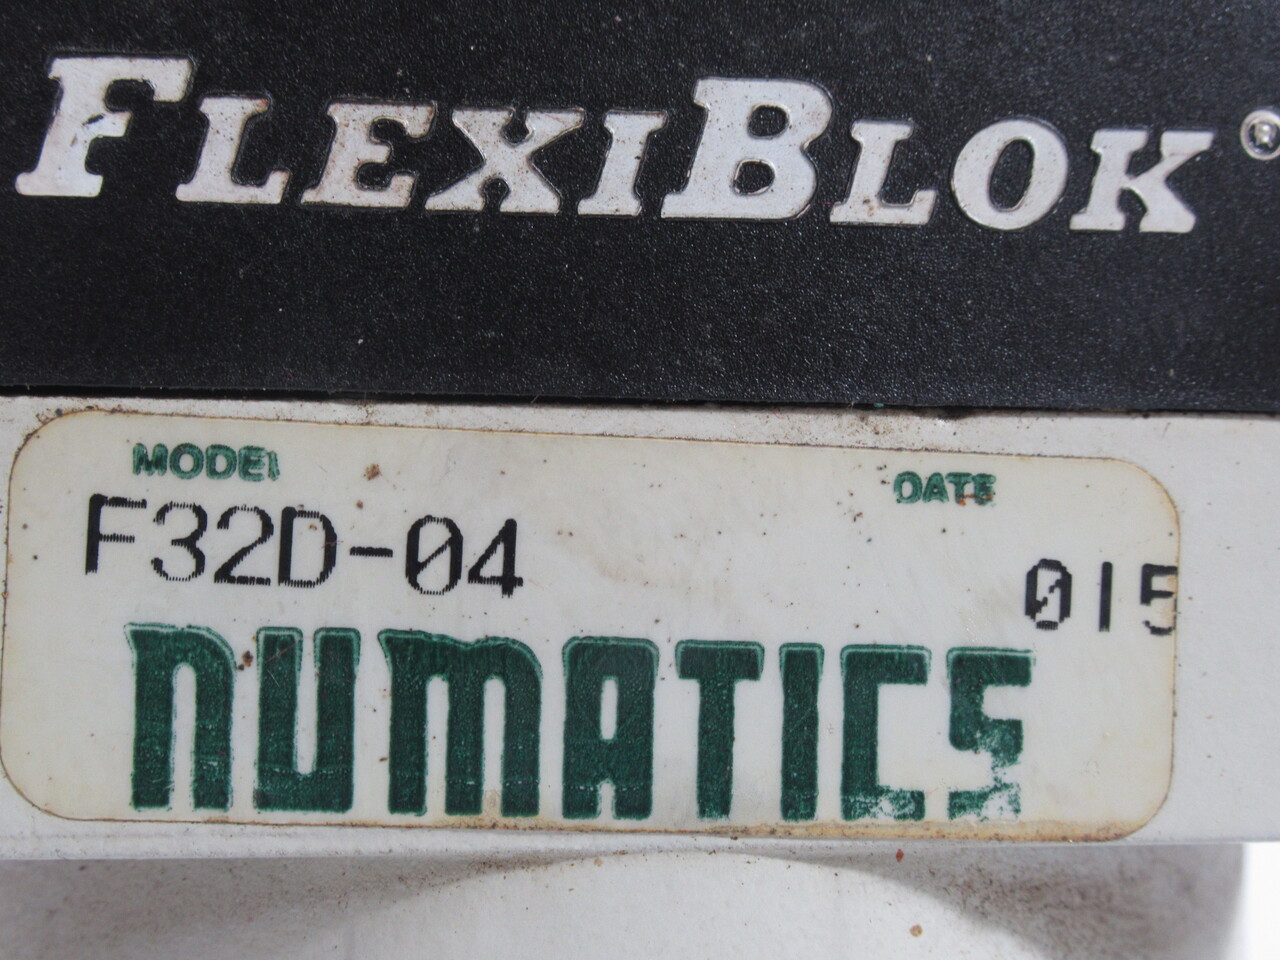 FLEXIBLOK®
MODEL DATE
F32D-04
015
NUMATICS